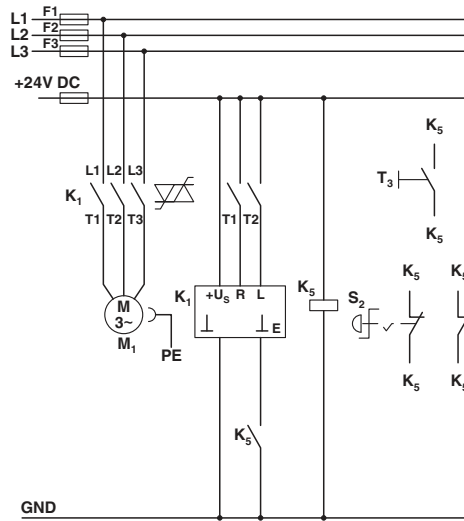 L1 F1
L2 F2
L3 F3
+24V DC
K5
L1 L2 L3
K1
T3
T1 T2 T3
T1 T2
K5
K1
+US R L
K5
S2
K5 K5
M
3~
E
M1
PE
K5 K5
K5
GND